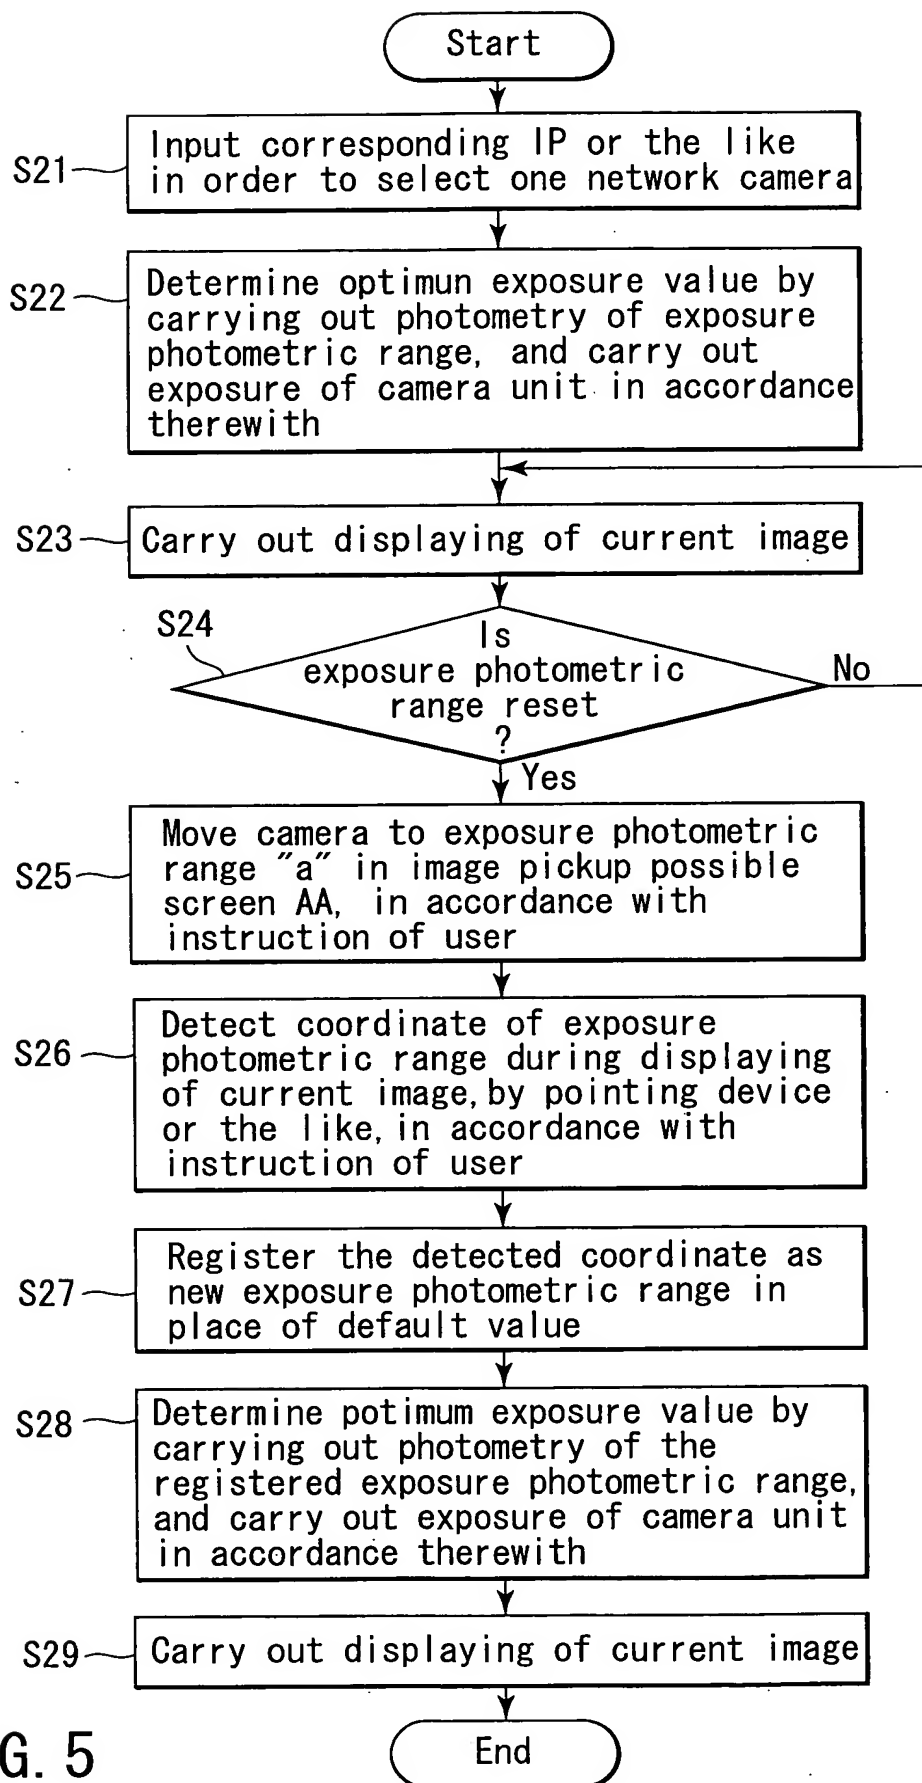 Start
S21
Input corresponding IP or the like
in order to select one network camera
S22
Determine optimun exposure value by
carrying out photometry of exposure
photometric range, and carry out
exposure of camera unit in accordance
therewith
S23
Carry out displaying of current image
S24
Is
exposure photometric
range reset
?
No
Yes
S25
Move camera to exposure photometric
range "a" in image pickup possible
screen AA, in accordance with
instruction of user
S26
Detect coordinate of exposure
photometric range during displaying
of current image, by pointing device
or the like, in accordance with
instruction of user
S27
Register the detected coordinate as
new exposure photometric range in
place of default value
S28
Determine potimum exposure value by
carrying out photometry of the
registered exposure photometric range,
and carry out exposure of camera unit
in accordance therewith
S29
Carry out displaying of current image
End
G. 5